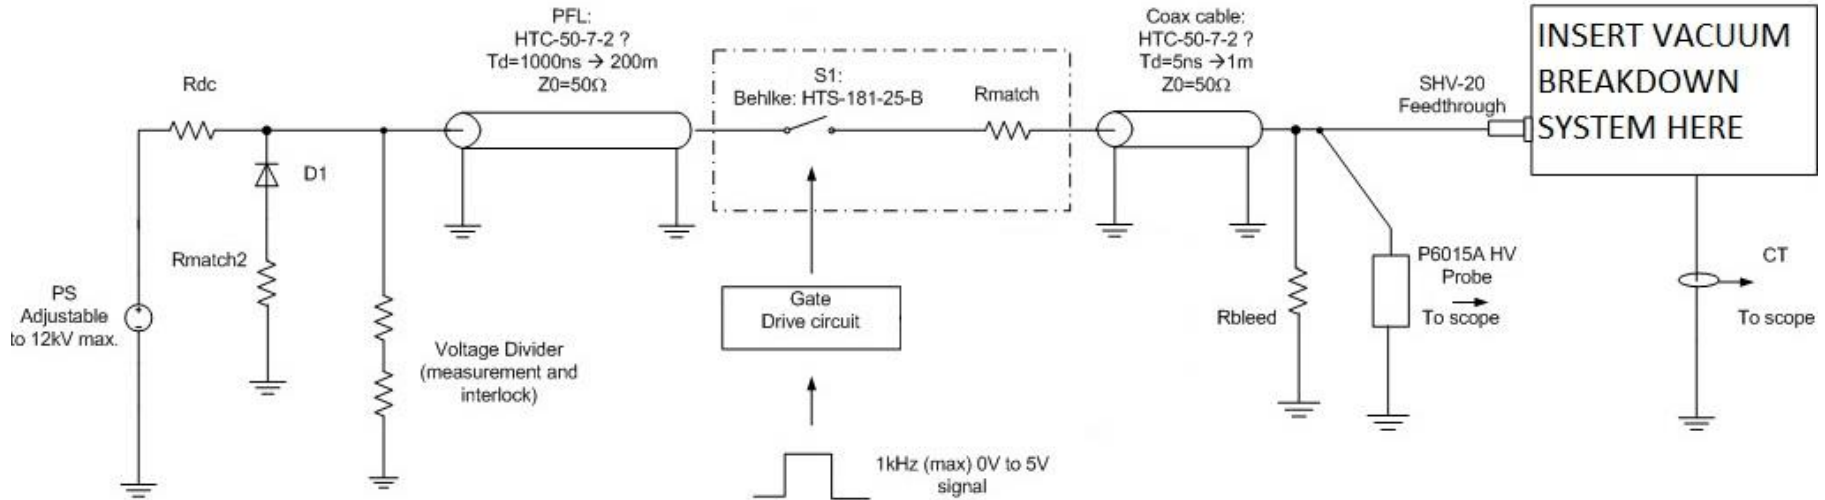 PFL:
HTC-50-7-2 ?
Td=1000ns → 200m
Z0=50Ω
Coax cable:
HTC-50-7-2 ?
Td=5ns →1m
Z0=50Ω
INSERT VACUUM
BREAKDOWN
SYSTEM HERE
Rdc
S1:
Behlke: HTS-181-25-B
Rmatch
SHV-20
Feedthrough
D1
Rmatch2
PS
Adjustable
to 12kV max.
Voltage Divider
(measurement and
interlock)
Gate
Drive circuit
1kHz (max) 0V to 5V
signal
Rbleed
P6015A HV
Probe
To scope
CT
To scope